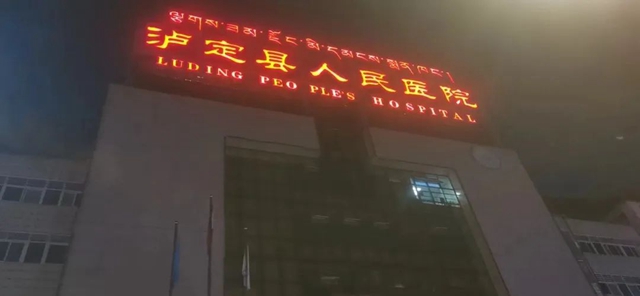 ལྕགས་ཟམ་རྫོང་མི་དམངས་སྨན་ཁང་།
泸定县人民医院
LUDING PEO PLE'S HOSPITAL